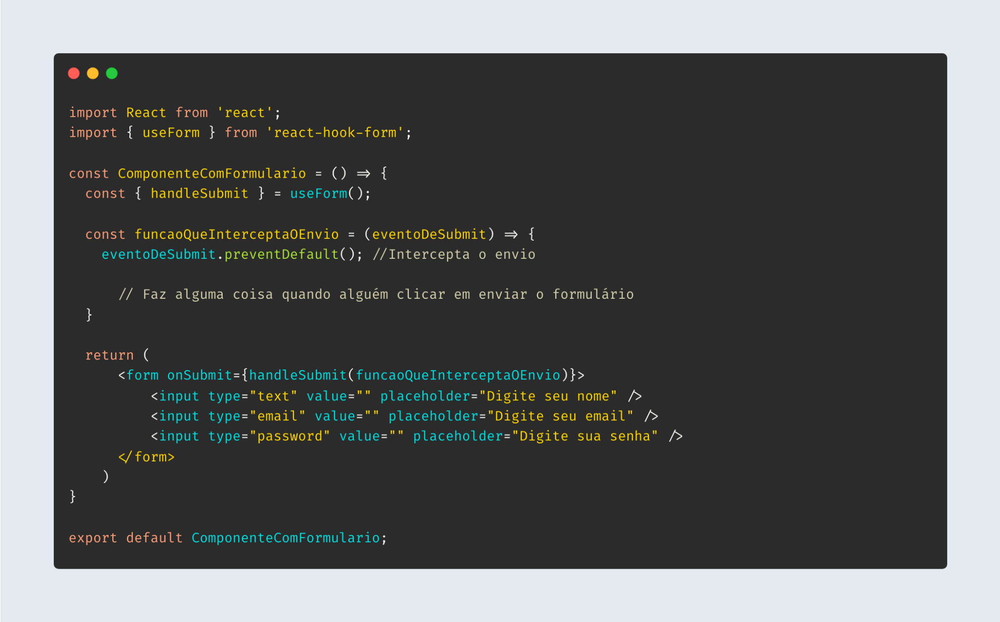 import React from 'react';
import { useForm } from 'react-hook-form';
const ComponenteComFormulario = () => {
const { handleSubmit } = useForm();
const funcaoQueInterceptaOEnvio = (eventoDeSubmit) => {
eventoDeSubmit.preventDefault(); //Intercepta o envio
// Faz alguma coisa quando alguém clicar em enviar o formulário
}
return (
<form onSubmit={handleSubmit(funcaoQueInterceptaOEnvio)}>
<input type="text" value="" placeholder="Digite seu nome" />
<input type="email" value="" placeholder="Digite seu email" />
<input type="password" value="" placeholder="Digite sua senha" />
</form>
)
}
export default ComponenteComFormulario;